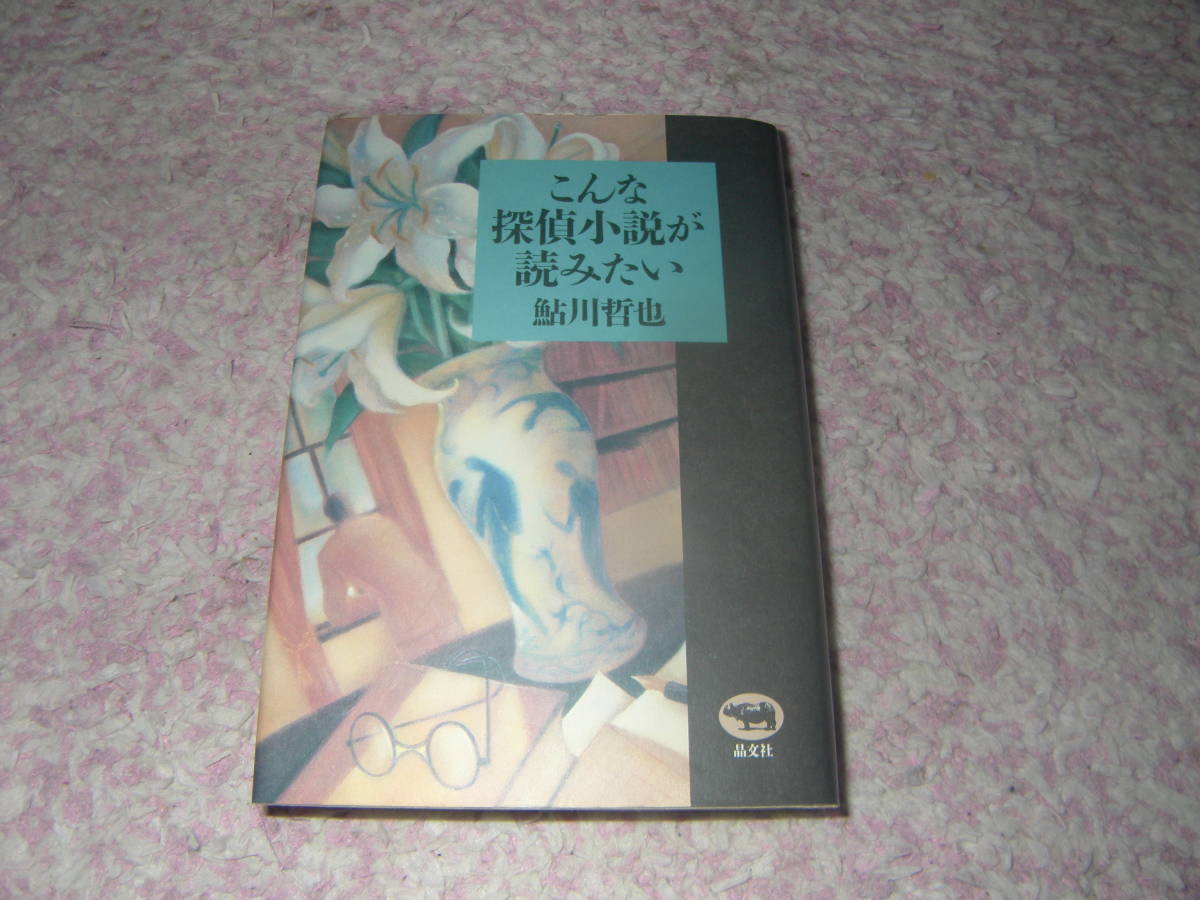 こんな
探偵小説が
読みたい
鮎川哲也
晶文社